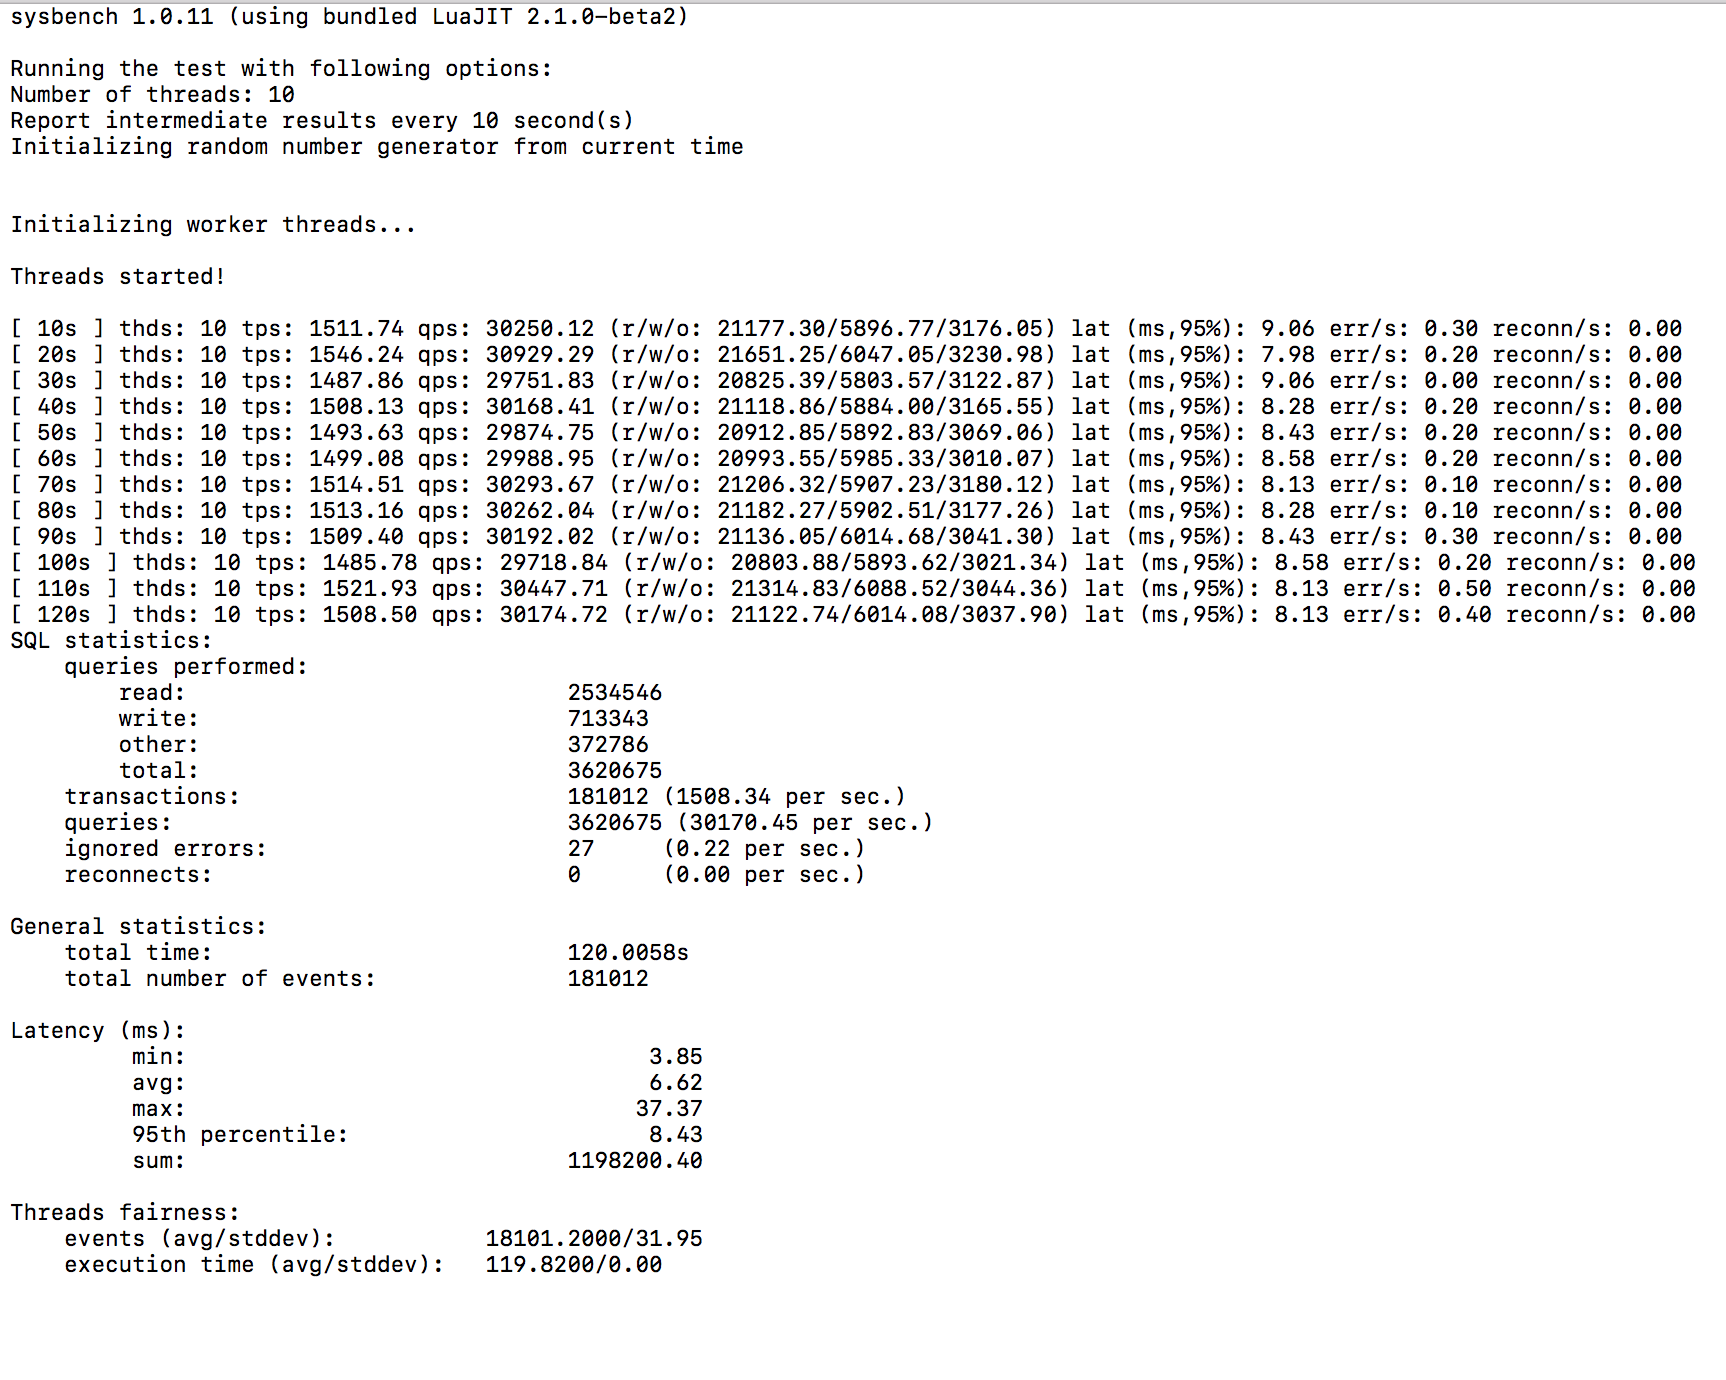 sysbench 1.0.11 (using bundled LuaJIT 2.1.0-beta2)
Running the test with following options:
Number of threads: 10
Report intermediate results every 10 second(s)
Initializing random number generator from current time
Initializing worker threads...
Threads started!
[ 10s ] thds: 10 tps: 1511.74 qps: 30250.12 (r/w/o: 21177.30/5896.77/3176.05) lat (ms,95%): 9.06 err/s: 0.30 reconn/s: 0.00
[ 20s ] thds: 10 tps: 1546.24 qps: 30929.29 (r/w/o: 21651.25/6047.05/3230.98) lat (ms,95%): 7.98 err/s: 0.20 reconn/s: 0.00
[ 30s ] thds: 10 tps: 1487.86 qps: 29751.83 (r/w/o: 20825.39/5803.57/3122.87) lat (ms,95%): 9.06 err/s: 0.00 reconn/s: 0.00
[ 40s ] thds: 10 tps: 1508.13 qps: 30168.41 (r/w/o: 21118.86/5884.00/3165.55) lat (ms,95%): 8.28 err/s: 0.20 reconn/s: 0.00
[ 50s ] thds: 10 tps: 1493.63 qps: 29874.75 (r/w/o: 20912.85/5892.83/3069.06) lat (ms,95%): 8.43 err/s: 0.20 reconn/s: 0.00
[ 60s ] thds: 10 tps: 1499.08 qps: 29988.95 (r/w/o: 20993.55/5985.33/3010.07) lat (ms,95%): 8.58 err/s: 0.20 reconn/s: 0.00
[ 70s ] thds: 10 tps: 1514.51 qps: 30293.67 (r/w/o: 21206.32/5907.23/3180.12) lat (ms,95%): 8.13 err/s: 0.10 reconn/s: 0.00
[ 80s ] thds: 10 tps: 1513.16 qps: 30262.04 (r/w/o: 21182.27/5902.51/3177.26) lat (ms,95%): 8.28 err/s: 0.10 reconn/s: 0.00
[ 90s ] thds: 10 tps: 1509.40 qps: 30192.02 (r/w/o: 21136.05/6014.68/3041.30) lat (ms,95%): 8.43 err/s: 0.30 reconn/s: 0.00
[ 100s ] thds: 10 tps: 1485.78 qps: 29718.84 (r/w/o: 20803.88/5893.62/3021.34) lat (ms,95%): 8.58 err/s: 0.20 reconn/s: 0.00
[ 110s ] thds: 10 tps: 1521.93 qps: 30447.71 (r/w/o: 21314.83/6088.52/3044.36) lat (ms,95%): 8.13 err/s: 0.50 reconn/s: 0.00
[ 120s ] thds: 10 tps: 1508.50 qps: 30174.72 (r/w/o: 21122.74/6014.08/3037.90) lat (ms,95%): 8.13 err/s: 0.40 reconn/s: 0.00
SQL statistics:
queries performed:
read: 2534546
write: 713343
other: 372786
total: 3620675
transactions: 181012 (1508.34 per sec.)
queries: 3620675 (30170.45 per sec.)
ignored errors: 27 (0.22 per sec.)
reconnects: 0 (0.00 per sec.)
General statistics:
total time: 120.0058s
total number of events: 181012
Latency (ms):
min: 3.85
avg: 6.62
max: 37.37
95th percentile: 8.43
sum: 1198200.40
Threads fairness:
events (avg/stddev): 18101.2000/31.95
execution time (avg/stddev): 119.8200/0.00